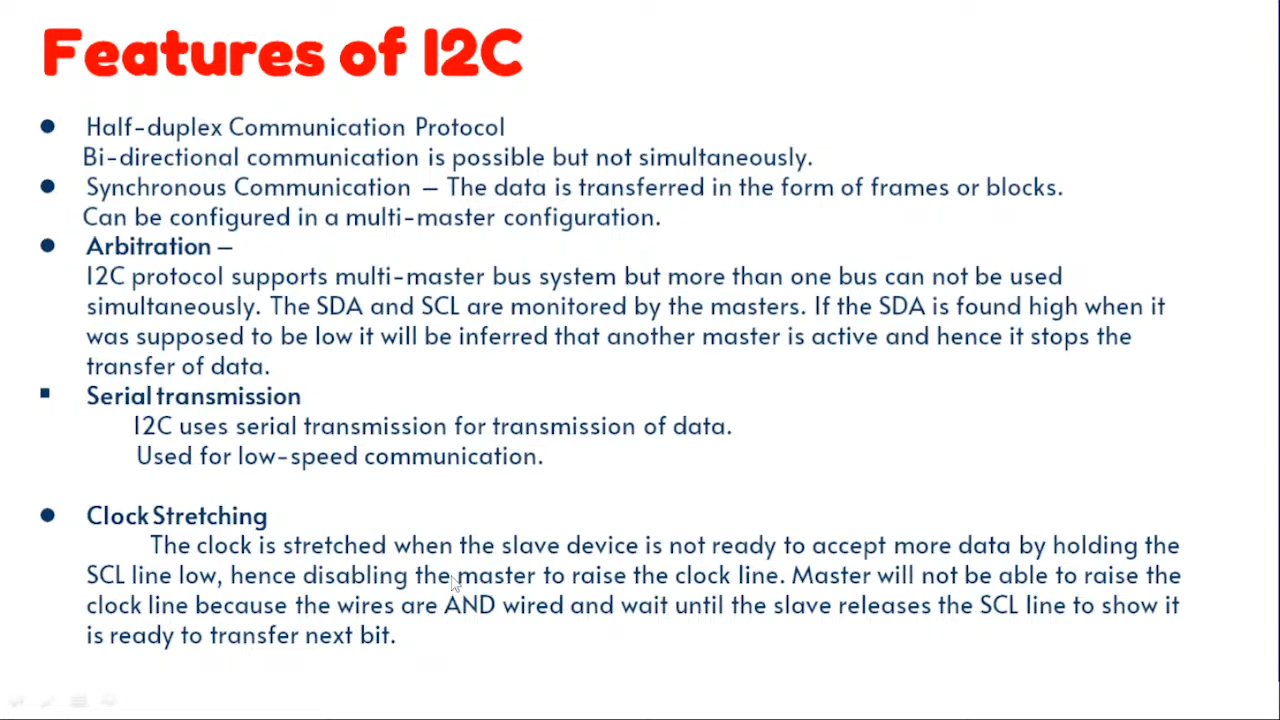 Features of I2C
● Half-duplex Communication Protocol
Bi-directional communication is possible but not simultaneously.
● Synchronous Communication – The data is transferred in the form of frames or blocks.
Can be configured in a multi-master configuration.
● Arbitration –
I2C protocol supports multi-master bus system but more than one bus can not be used
simultaneously. The SDA and SCL are monitored by the masters. If the SDA is found high when it
was supposed to be low it will be inferred that another master is active and hence it stops the
transfer of data.
▪ Serial transmission
I2C uses serial transmission for transmission of data.
Used for low-speed communication.
● Clock Stretching
The clock is stretched when the slave device is not ready to accept more data by holding the
SCL line low, hence disabling the master to raise the clock line. Master will not be able to raise the
clock line because the wires are AND wired and wait until the slave releases the SCL line to show it
is ready to transfer next bit.